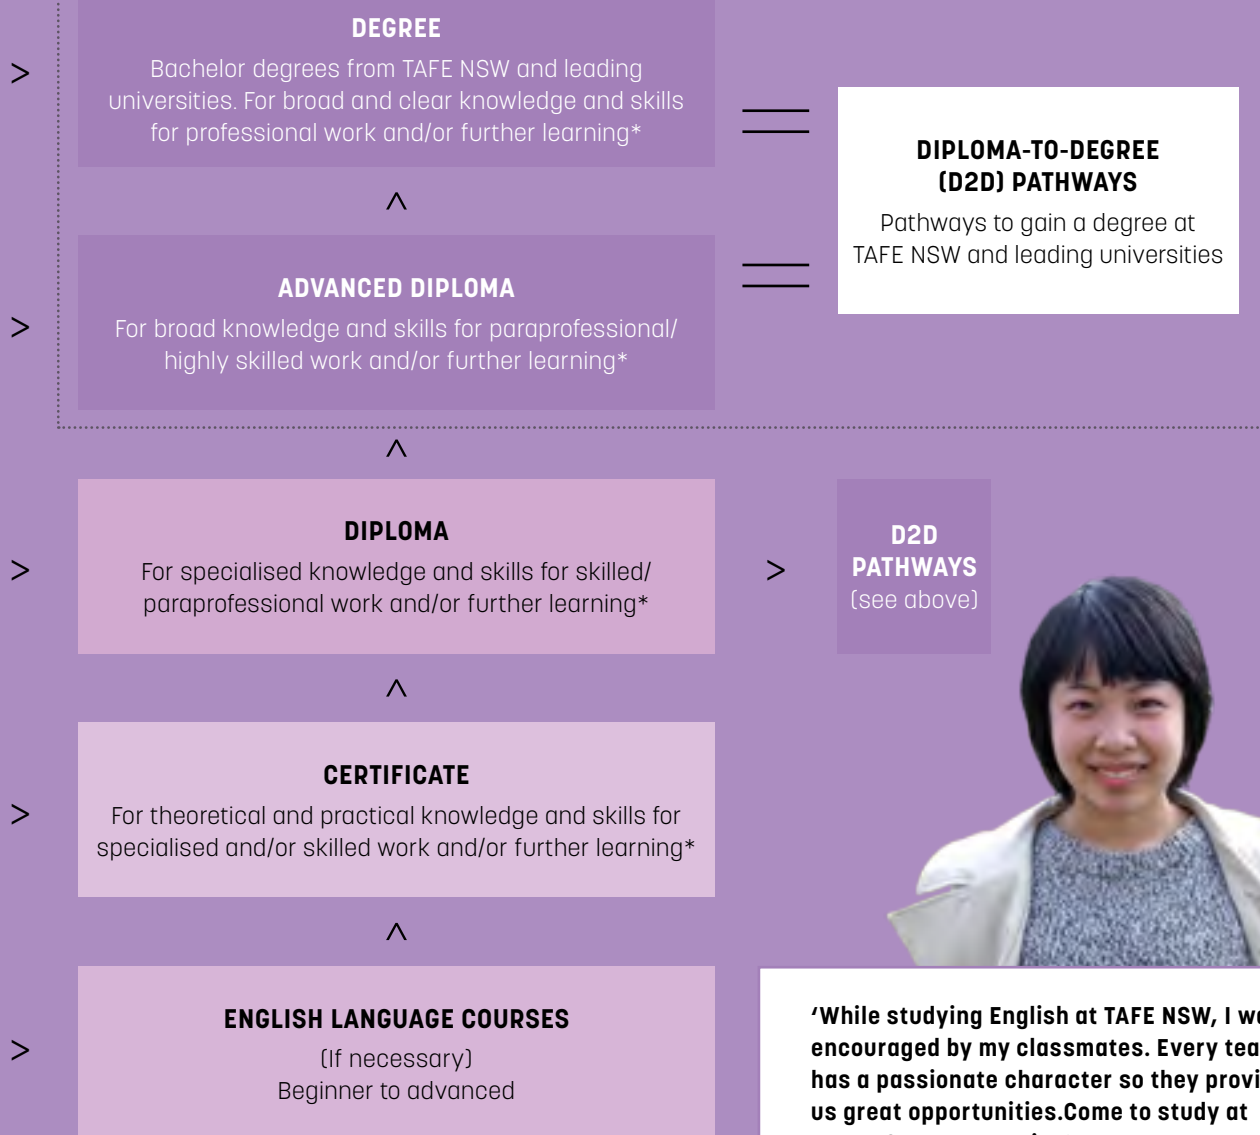 DEGREE
Bachelor degrees from TAFE NSW and leading
universities. For broad and clear knowledge and skills
for professional work and/or further learning*
DIPLOMA-TO-DEGREE
(D2D) PATHWAYS
Pathways to gain a degree at
TAFE NSW and leading universities
ADVANCED DIPLOMA
For broad knowledge and skills for paraprofessional/
highly skilled work and/or further learning*
DIPLOMA
For specialised knowledge and skills for skilled/
paraprofessional work and/or further learning*
D2D
PATHWAYS
(see above)
CERTIFICATE
For theoretical and practical knowledge and skills for
specialised and/or skilled work and/or further learning*
ENGLISH LANGUAGE COURSES
(If necessary)
Beginner to advanced
‘While studying English at TAFE NSW, I
encouraged by my classmates. Every
has a passionate character so they
us great opportunities.Come to study at